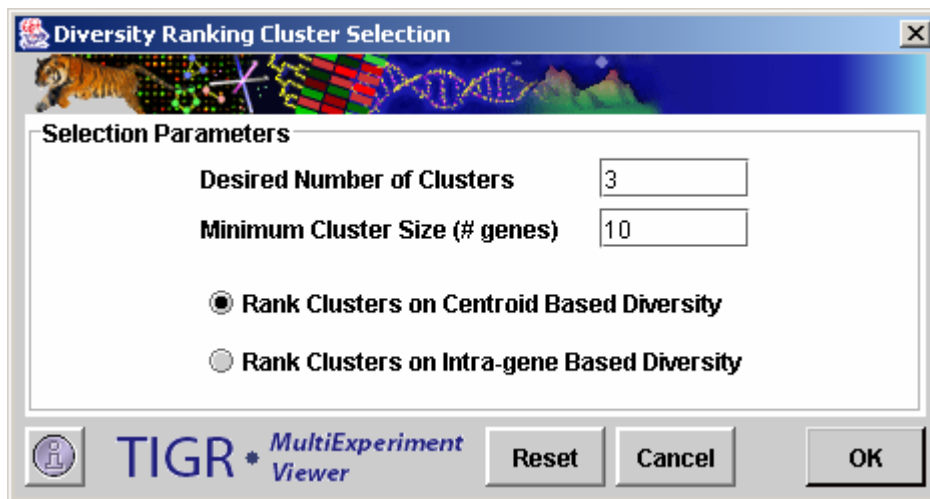 Diversity Ranking Cluster Selection
Selection Parameters
Desired Number of Clusters 3
Minimum Cluster Size (# genes) 10
Rank Clusters on Centroid Based Diversity
Rank Clusters on Intra-gene Based Diversity
TIGR MultiExperiment
Viewer
Reset Cancel OK